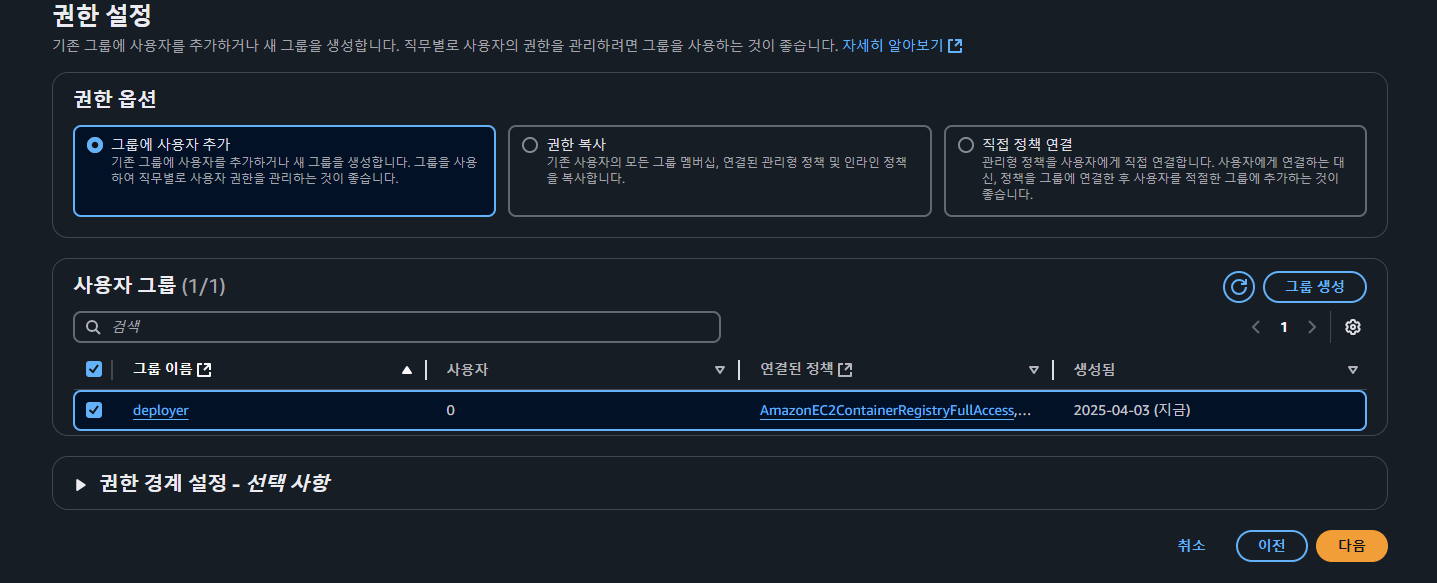 권한 설정
기존 그룹에 사용자를 추가하거나 새 그룹을 생성합니다. 직무별로 사용자의 권한을 관리하려면 그룹을 사용하는 것이 좋습니다. 자세히 알아보기
권한 옵션
그룹에 사용자 추가
기존 그룹에 사용자를 추가하거나 새 그룹을 생성합니다. 그룹을 사용
하여 직무별로 사용자 권한을 관리하는 것이 좋습니다.
권한 복사
기존 사용자의 모든 그룹 멤버십, 연결된 관리형 정책 및 인라인 정책
을 복사합니다.
직접 정책 연결
관리형 정책을 사용자에게 직접 연결합니다. 사용자에게 연결하는 대
신, 정책을 그룹에 연결한 후 사용자를 적절한 그룹에 추가하는 것이
좋습니다.
사용자 그룹 (1/1)
그룹 생성
검색
1
그룹 이름 사용자 연결된 정책 생성됨
deployer 0 AmazonEC2ContainerRegistryFullAccess,... 2025-04-03 (지금)
권한 경계 설정 - 선택 사항
취소 이전 다음